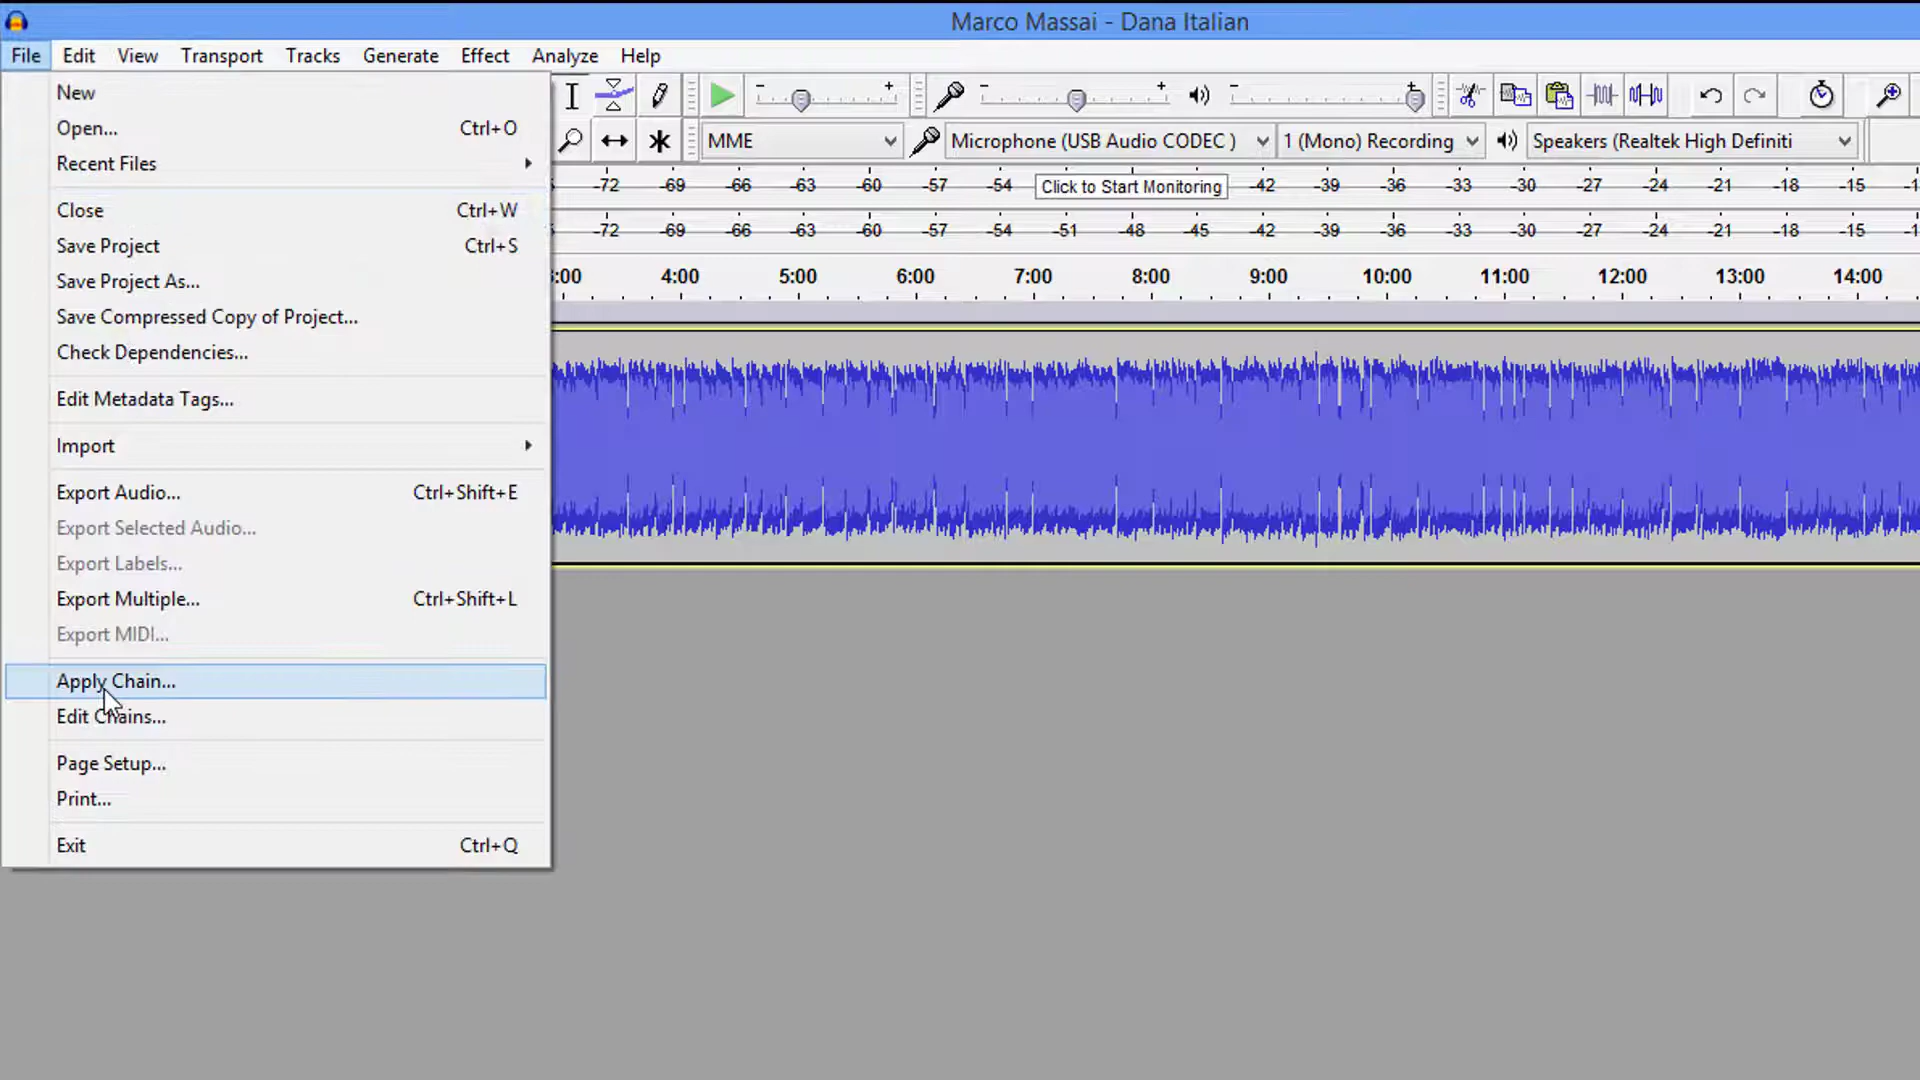 Marco Massai - Dana Italian
File Edit View Transport Tracks Generate Effect Analyze Help
New
Open... Ctrl+O
Recent Files
Close Ctrl+W
Save Project Ctrl+S
Save Project As...
Save Compressed Copy of Project...
Check Dependencies...
Edit Metadata Tags...
Import
Export Audio... Ctrl+Shift+E
Export Selected Audio...
Export Labels...
Export Multiple... Ctrl+Shift+L
Export MIDI...
Apply Chain...
Edit Chains...
Page Setup...
Print...
Exit Ctrl+Q
MME Microphone (USB Audio CODEC ) 1 (Mono) Recording Speakers (Realtek High Definiti
-72 -69 -66 -63 -60 -57 -54 Click to Start Monitoring -42 -39 -36 -33 -30 -27 -24 -21 -18 -15
-72 -69 -66 -63 -60 -57 -54 -51 -48 -45 -42 -39 -36 -33 -30 -27 -24 -21 -18 -15
:00 4:00 5:00 6:00 7:00 8:00 9:00 10:00 11:00 12:00 13:00 14:00